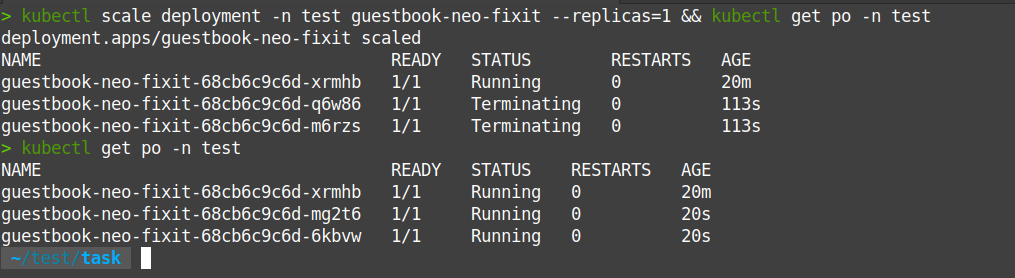 > kubectl scale deployment -n test guestbook-neo-fixit --replicas=1 && kubectl get po -n test
deployment.apps/guestbook-neo-fixit scaled
NAME READY STATUS RESTARTS AGE
guestbook-neo-fixit-68cb6c9c6d-xrmhb 1/1 Running 0 20m
guestbook-neo-fixit-68cb6c9c6d-q6w86 1/1 Terminating 0 113s
guestbook-neo-fixit-68cb6c9c6d-m6rzs 1/1 Terminating 0 113s
> kubectl get po -n test
NAME READY STATUS RESTARTS AGE
guestbook-neo-fixit-68cb6c9c6d-xrmhb 1/1 Running 0 20m
guestbook-neo-fixit-68cb6c9c6d-mg2t6 1/1 Running 0 20s
guestbook-neo-fixit-68cb6c9c6d-6kbvw 1/1 Running 0 20s
~/test/task